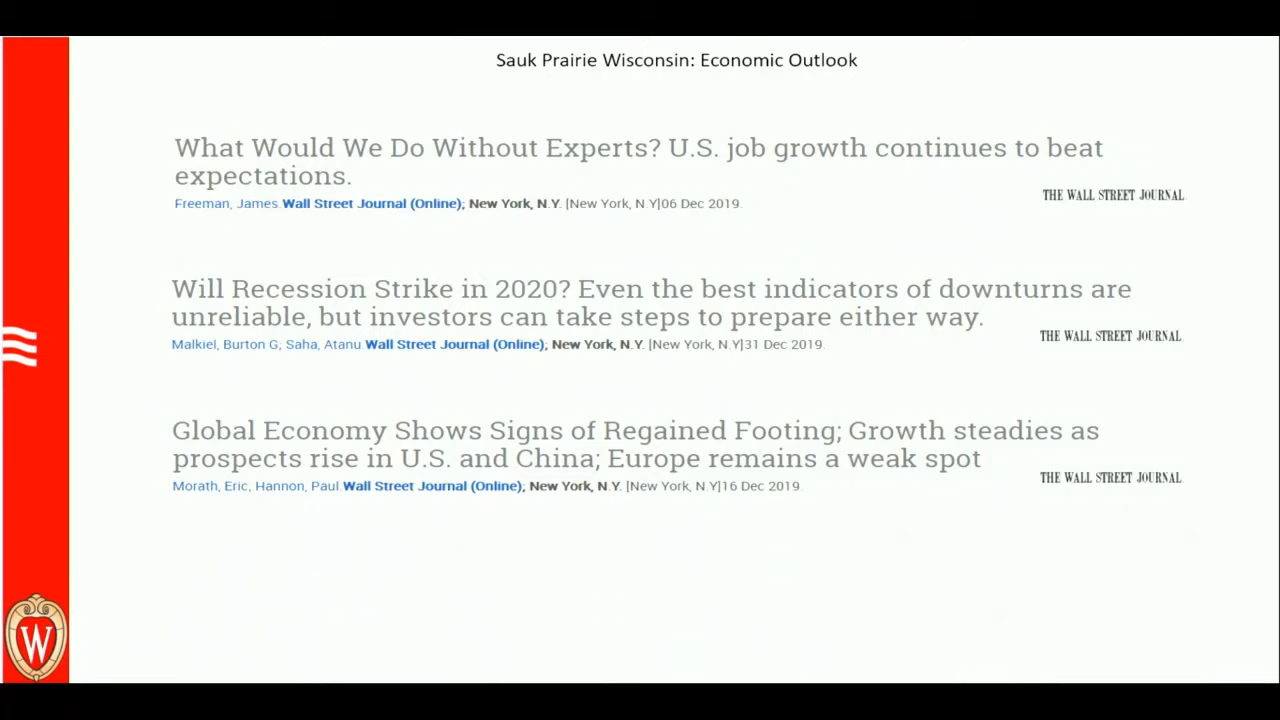 Sauk Prairie Wisconsin: Economic Outlook
What Would We Do Without Experts? U.S. job growth continues to beat
expectations.
Freeman, James.Wall Street Journal (Online); New York, N.Y. |New York, N.Y|06 Dec 2019.
THE WALL STREET JOURNAL.
Will Recession Strike in 2020? Even the best indicators of downturns are
unreliable, but investors can take steps to prepare either way.
Malkiel, Burton G; Saha, Atanu Wall Street Journal (Online); New York, N.Y. |New York, N.Y|31 Dec 2019.
THE WALL STREET JOURNAL.
Global Economy Shows Signs of Regained Footing; Growth steadies as
prospects rise in U.S. and China; Europe remains a weak spot
Morath, Eric, Hannon, Paul.Wall Street Journal (Online); New York, N.Y. |New York, N.Y|16 Dec 2019.
THE WALL STREET JOURNAL.
W